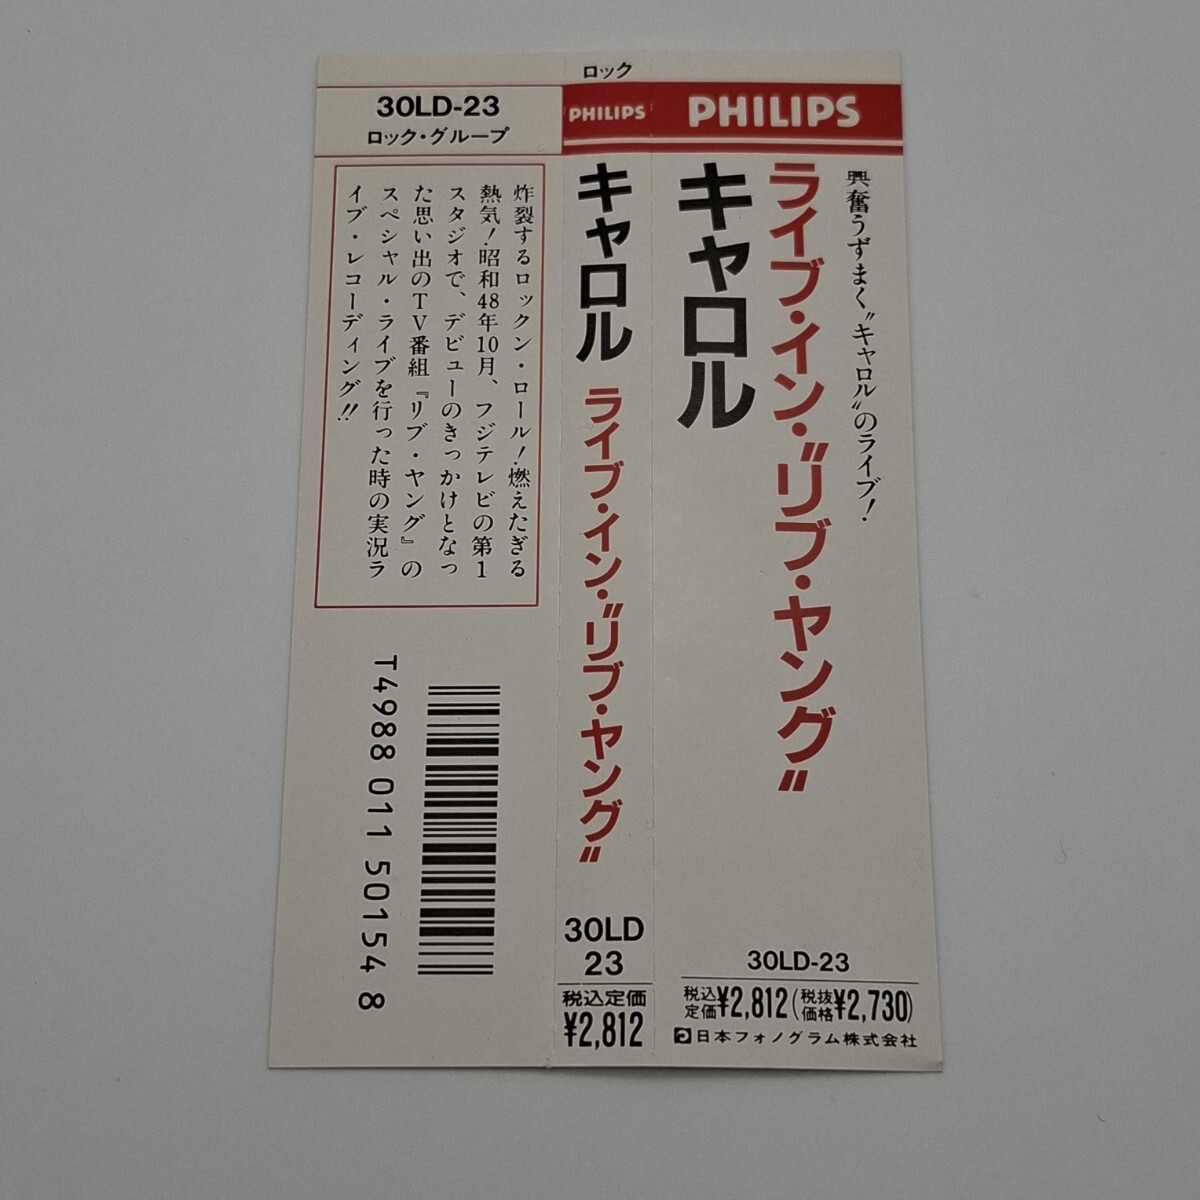 ロック
30LD-23
ロック・グループ
炸裂するロックン・ロール！燃えたぎる
熱気！昭和48年10月、フジテレビの第1
スタジオで、デビューのきっかけとなっ
た思い出のTV番組『リブ・ヤング』の
スペシャル・ライブを行った時の実況ラ
イブ・レコーディング!!
T4988011501548
PHILIPS
キャロル
ライブ・イン・〝リブ・ヤング〟
30LD
23
税込定価
¥2,812
PHILIPS
興奮うずまく〝キャロル〟のライブ！
ライブ・イン・〝リブ・ヤング〟
キャロル
30LD-23
税込定価¥2,812(税抜価格¥2,730)
日本フォノグラム株式会社